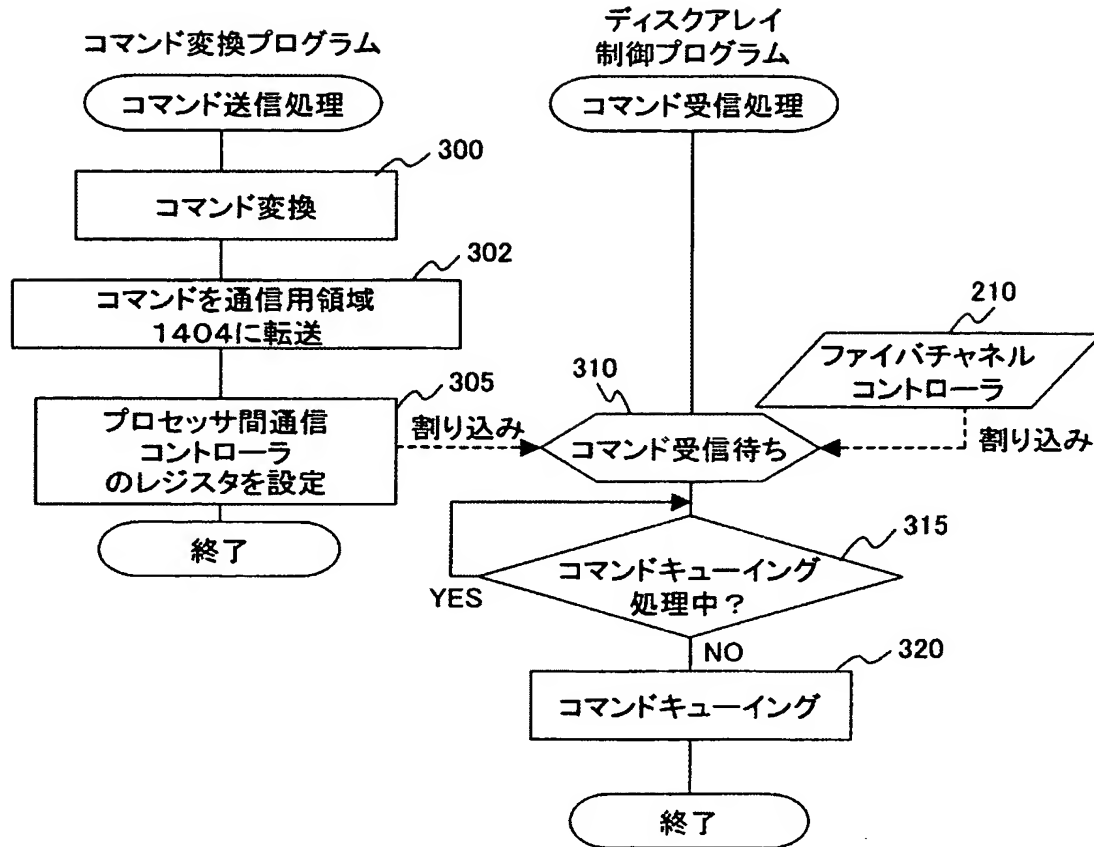 コマンド変換プログラム
コマンド送信処理
300
コマンド変換
302
コマンドを通信用領域
1404に転送
305
プロセッサ間通信
コントローラ
のレジスタを設定
割り込み
終了
ディスクアレイ
制御プログラム
コマンド受信処理
210
ファイバチャネル
コントローラ
310
コマンド受信待ち
割り込み
315
コマンドキューイング
処理中？
YES
NO
320
コマンドキューイング
終了